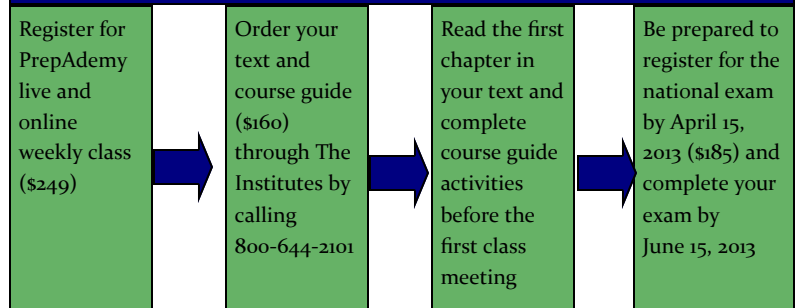 Register for
PrepAdemy
live and
online
weekly class
($249)
Order your
text and
course guide
($160)
through The
Institutes by
calling
800-644-2101
Read the first
chapter in
your text and
complete
course guide
activities
before the
first class
meeting
Be prepared to
register for the
national exam
by April 15,
2013 ($185) and
complete your
exam by
June 15, 2013